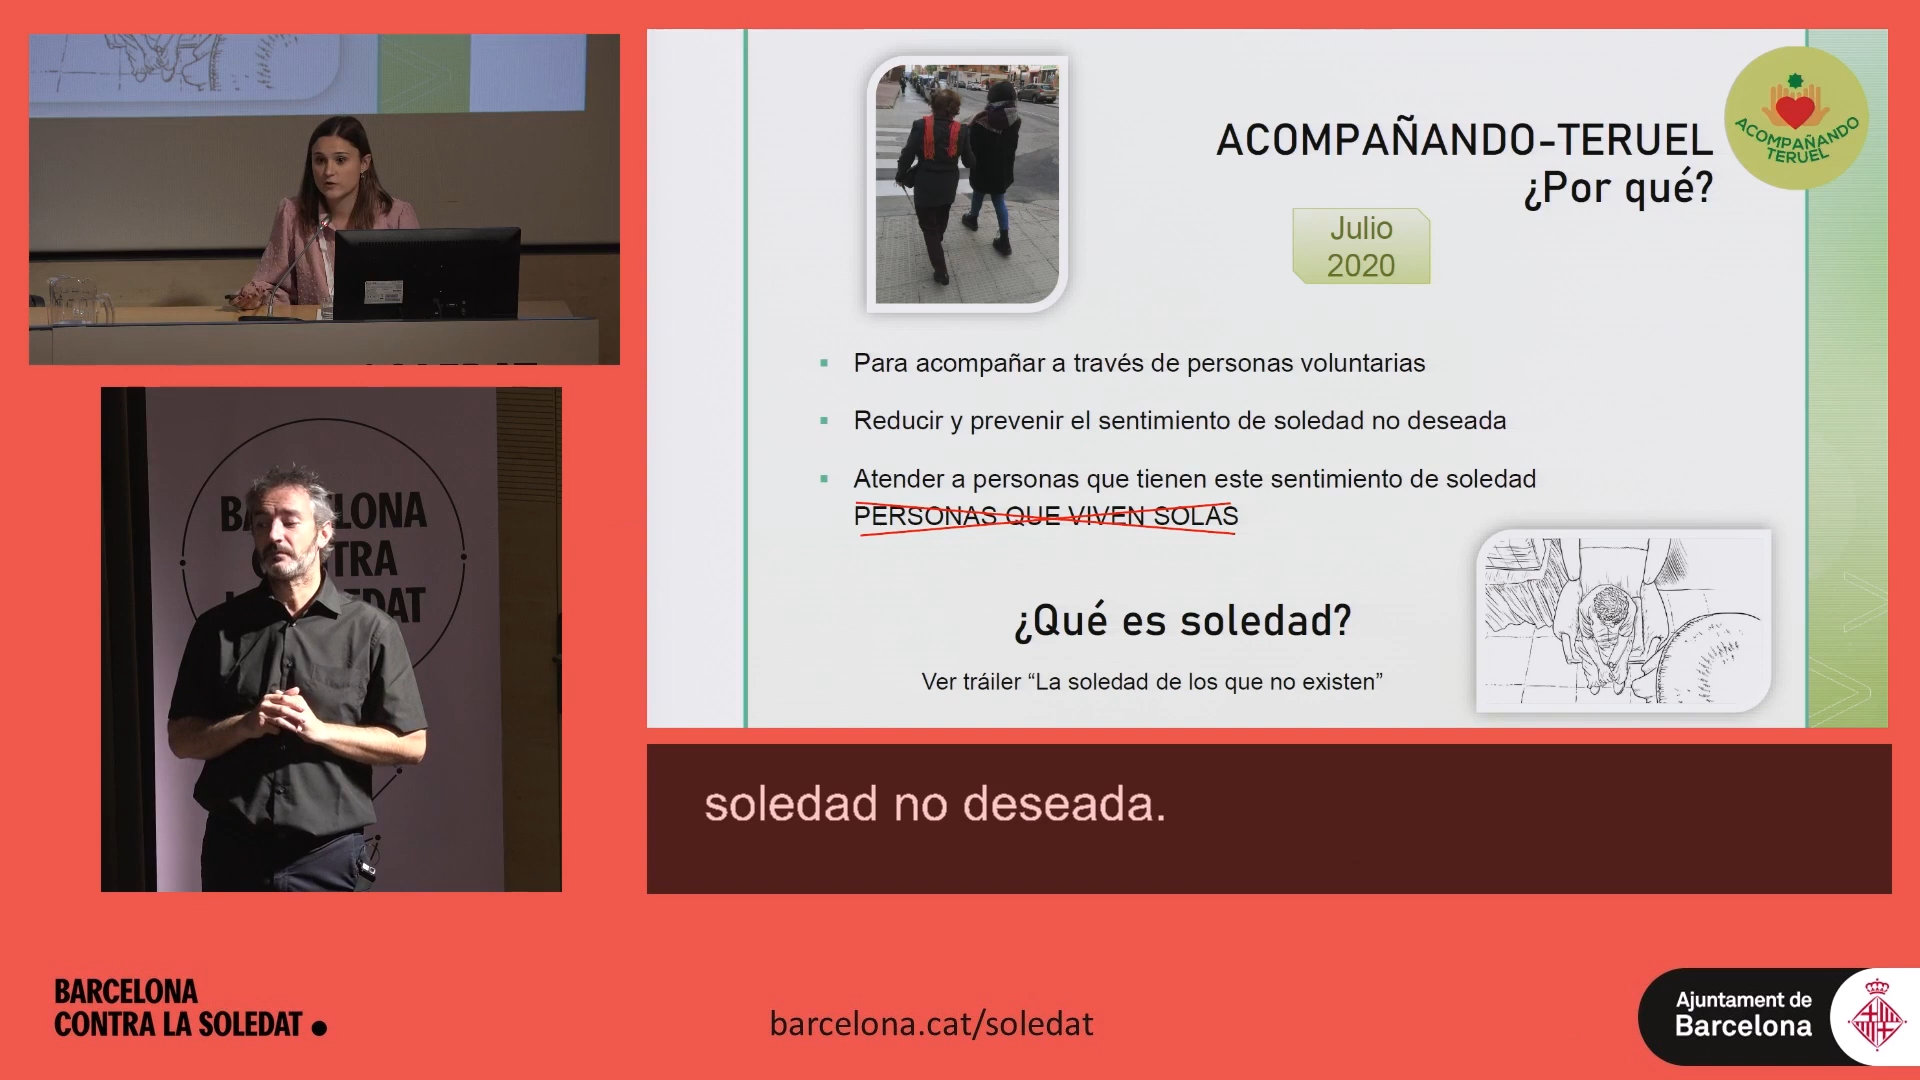 ACOMPAÑANDO-TERUEL
¿Por qué?
ACOMPAÑANDO
TERUEL
Julio
2020
Para acompañar a través de personas voluntarias
Reducir y prevenir el sentimiento de soledad no deseada
Atender a personas que tienen este sentimiento de soledad
PERSONAS QUE VIVEN SOLAS
¿Qué es soledad?
Ver tráiler “La soledad de los que no existen”
soledad no deseada.
BARCELONA
CONTRA LA SOLEDAT
barcelona.cat/soledat
Ajuntament de
Barcelona